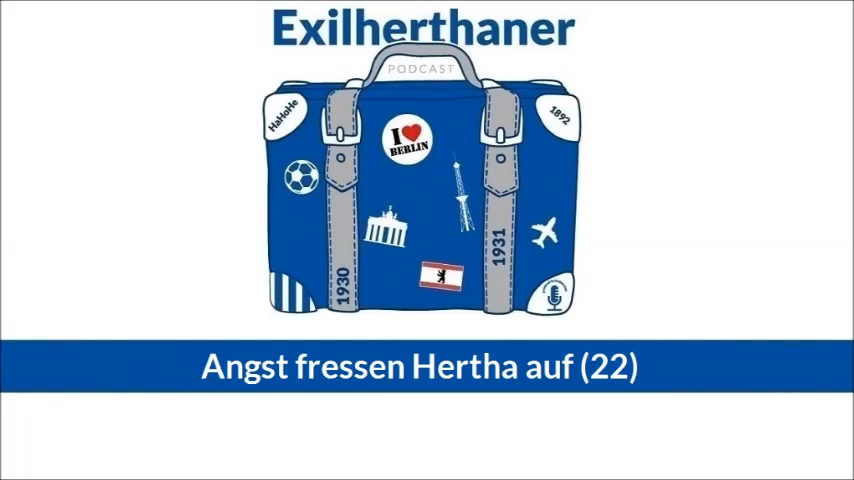 Exilherthaner
PODCAST
HaHoHe
1892
I
BERLIN
1931
1930
Angst fressen Hertha auf (22)